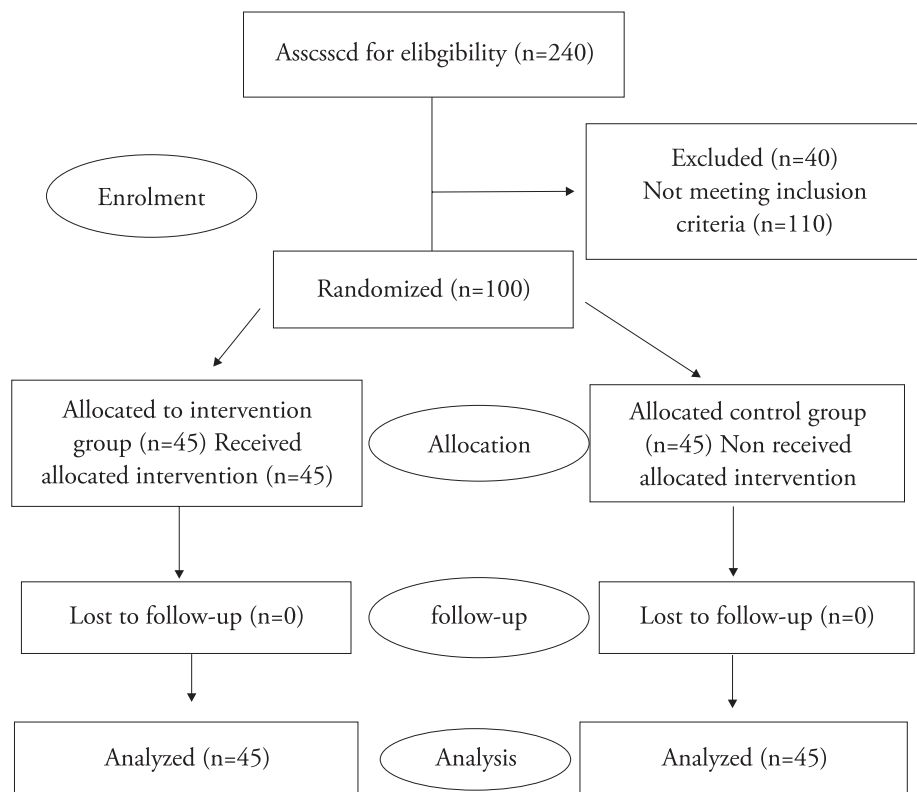 Asscsscd for elibgibility (n=240)
Excluded (n=40)
Not meeting inclusion
criteria (n=110)
Enrolment
Randomized (n=100)
Allocated to intervention
group (n=45) Received
allocated intervention (n=45)
Allocation
Allocated control group
(n=45) Non received
allocated intervention
Lost to follow-up (n=0)
follow-up
Lost to follow-up (n=0)
Analyzed (n=45)
Analysis
Analyzed (n=45)